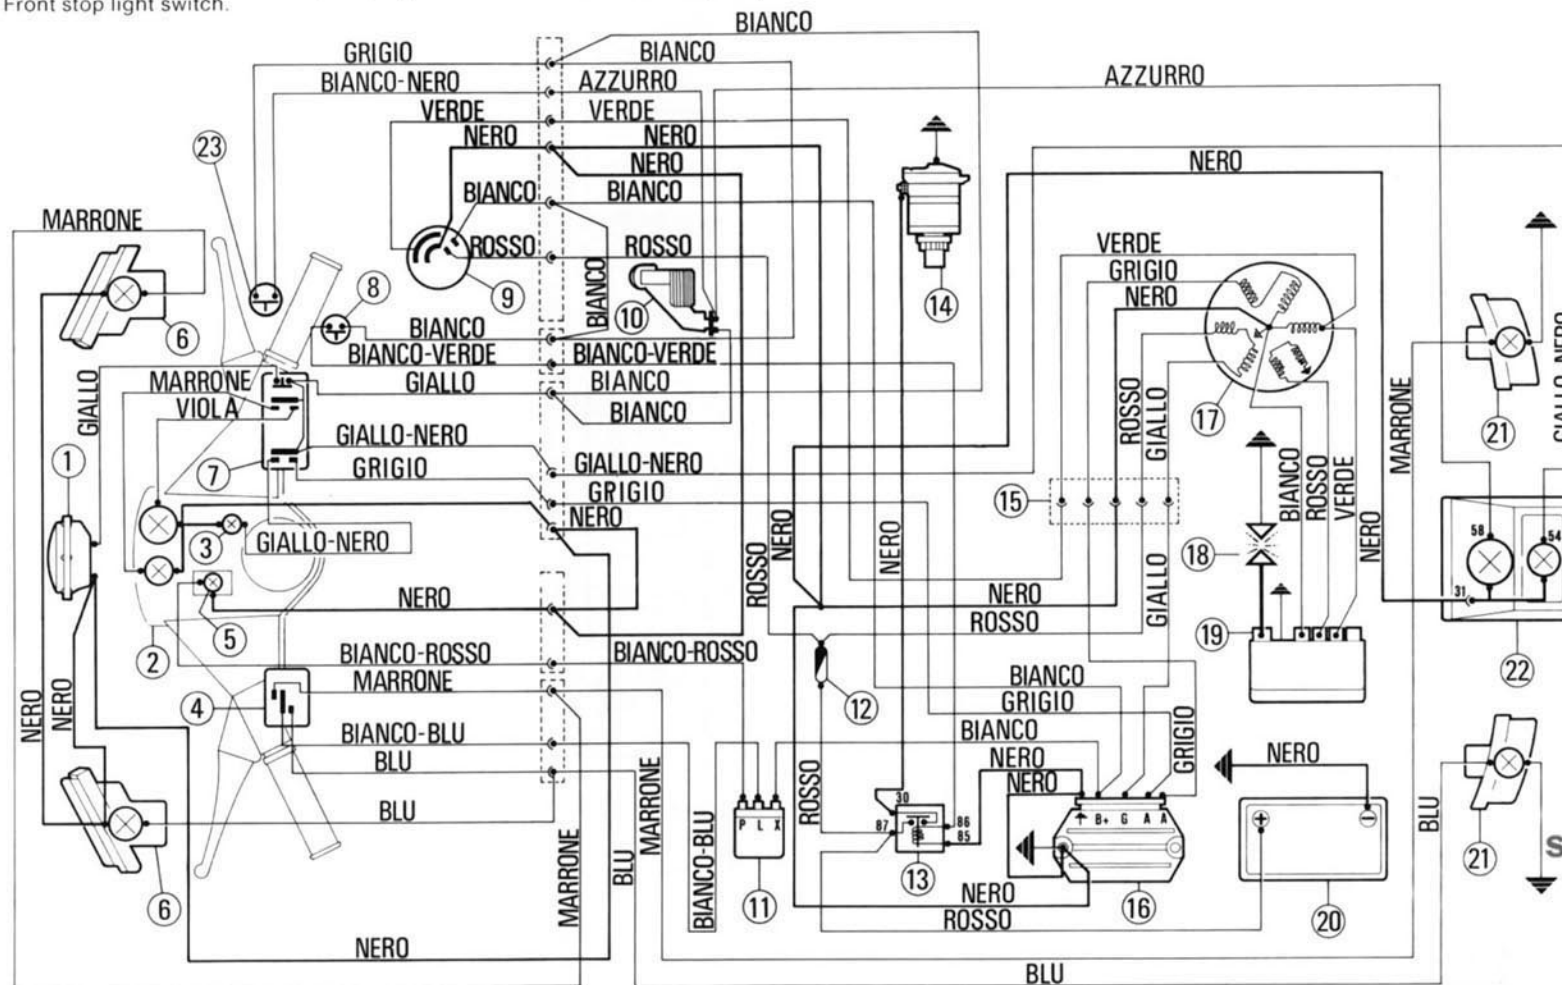 Front stop light switch.
BIANCO
GRIGIO
BIANCO
BIANCO-NERO
AZZURRO
AZZURRO
VERDE
VERDE
NERO
NERO
NERO
NERO
23
BIANCO
BIANCO
MARRONE
ROSSO
ROSSO
VERDE
GRIGIO
NERO
6
8
9
10
BIANCO
14
BIANCO
BIANCO-VERDE
BIANCO-VERDE
GIALLO
MARRONE
GIALLO
BIANCO
VIOLA
BIANCO
17
ROSSO
GIALLO
MARRONE
21
GIALLO-NERO
1
7
GIALLO-NERO
GRIGIO
GIALLO-NERO
GRIGIO
NERO
15
BIANCO
ROSSO
VERDE
NERO
3
GIALLO-NERO
18
58
54
31
NERO
NERO
ROSSO
NERO
GIALLO
NERO
ROSSO
2
5
19
BIANCO-ROSSO
BIANCO-ROSSO
MARRONE
22
NERO
NERO
4
12
BIANCO
GRIGIO
BIANCO-BLU
BIANCO
GRIGIO
BLU
NERO
NERO
NERO
ROSSO
MARRONE
BLU
30
87
86
85
P L X
B+ G A A
+
−
BLU
BIANCO-BLU
MARRONE
BLU
6
11
13
NERO
16
20
21
S
ROSSO
NERO
BLU